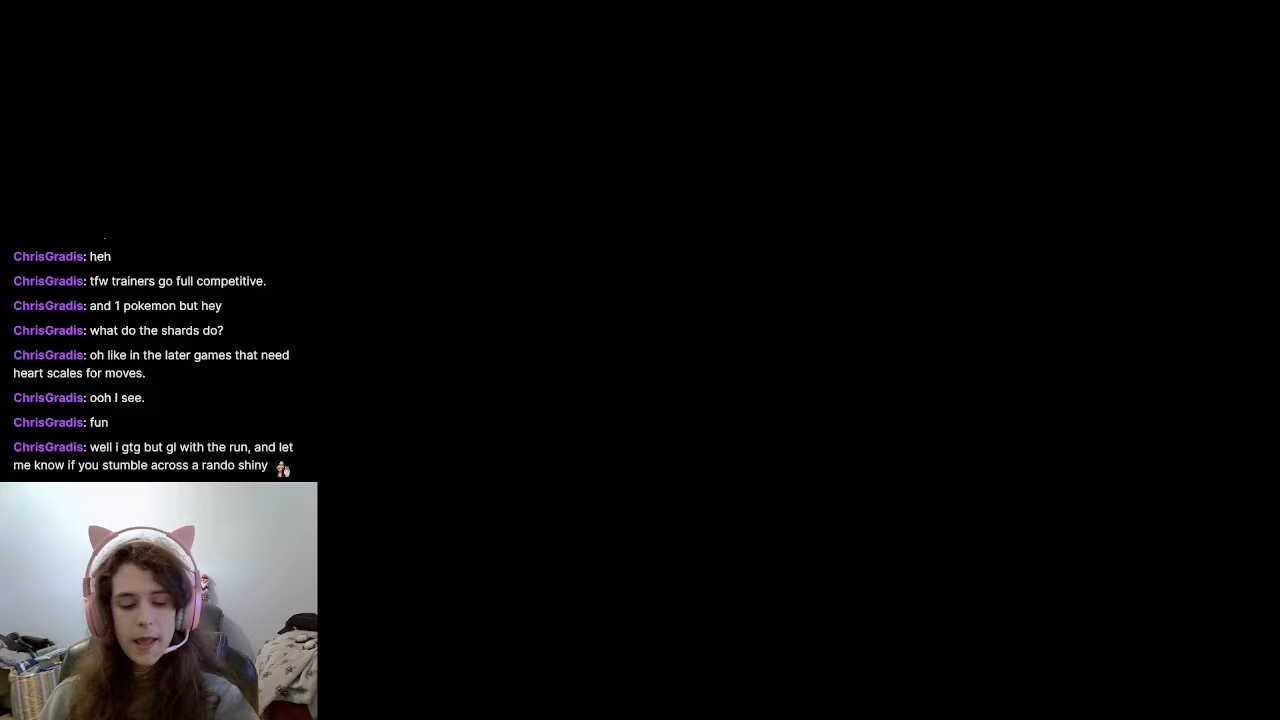 ChrisGradis: heh
ChrisGradis: tfw trainers go full competitive.
ChrisGradis: and 1 pokemon but hey
ChrisGradis: what do the shards do?
ChrisGradis: oh like in the later games that need
heart scales for moves.
ChrisGradis: ooh I see.
ChrisGradis: fun
ChrisGradis: well i gtg but gl with the run, and let
me know if you stumble across a rando shiny